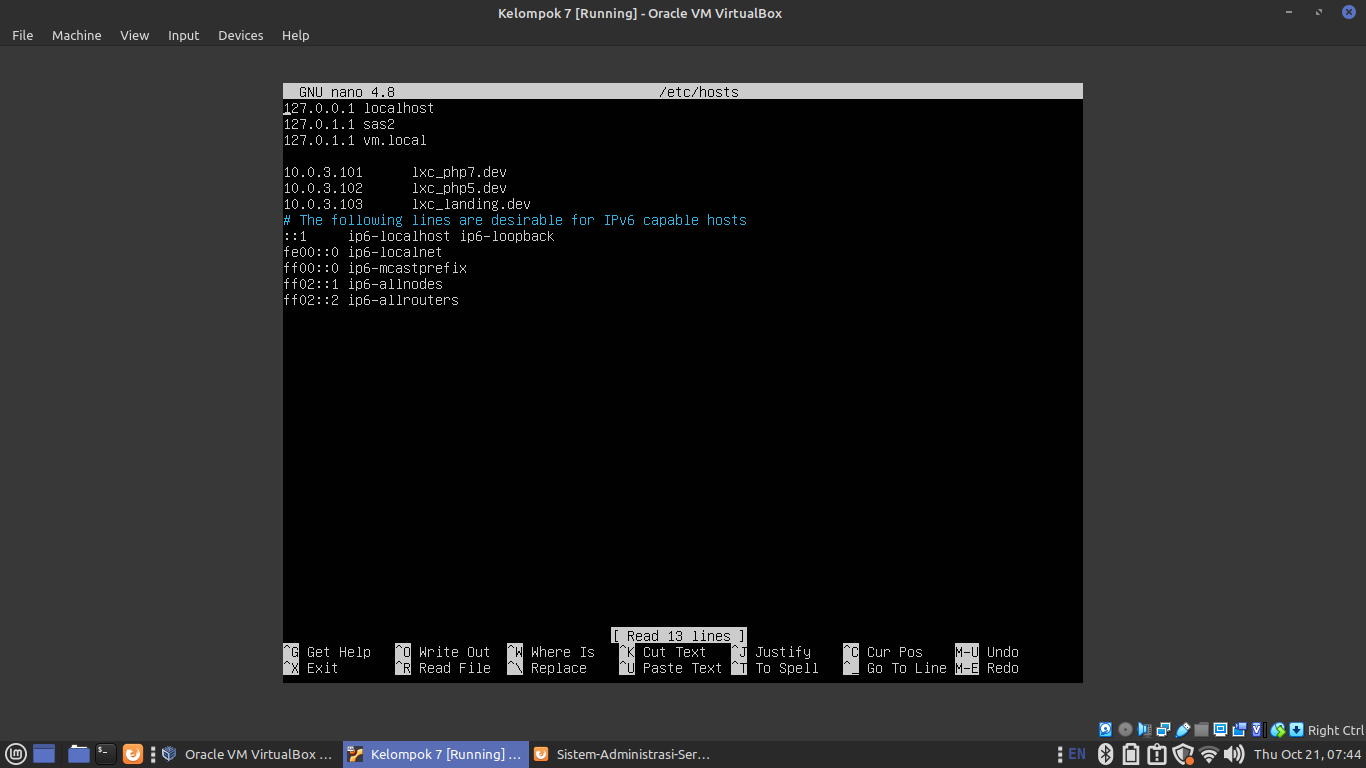 Kelompok 7 [Running] - Oracle VM VirtualBox
File Machine View Input Devices Help
GNU nano 4.8 /etc/hosts
127.0.0.1 localhost
127.0.1.1 sas2
127.0.1.1 vm.local
10.0.3.101 lxc_php7.dev
10.0.3.102 lxc_php5.dev
10.0.3.103 lxc_landing.dev
# The following lines are desirable for IPv6 capable hosts
::1 ip6-localhost ip6-loopback
fe00::0 ip6-localnet
ff00::0 ip6-mcastprefix
ff02::1 ip6-allnodes
ff02::2 ip6-allrouters
[ Read 13 lines ]
^G Get Help ^O Write Out ^W Where Is ^K Cut Text ^J Justify ^C Cur Pos M-U Undo
^X Exit ^R Read File ^\ Replace ^U Paste Text ^T To Spell ^_ Go To Line M-E Redo
Right Ctrl
Oracle VM VirtualBox ... Kelompok 7 [Running] ... Sistem-Administrasi-Ser... EN Thu Oct 21, 07:44